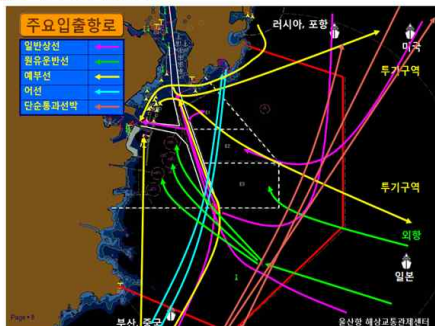 주요입출항로
일반상선
원유운반선
예부선
어선
단순통과선박
러시아, 포항
미국
투기구역
투기구역
외항
일본
부산, 중국
울산항 해상교통관제센터
Page 8